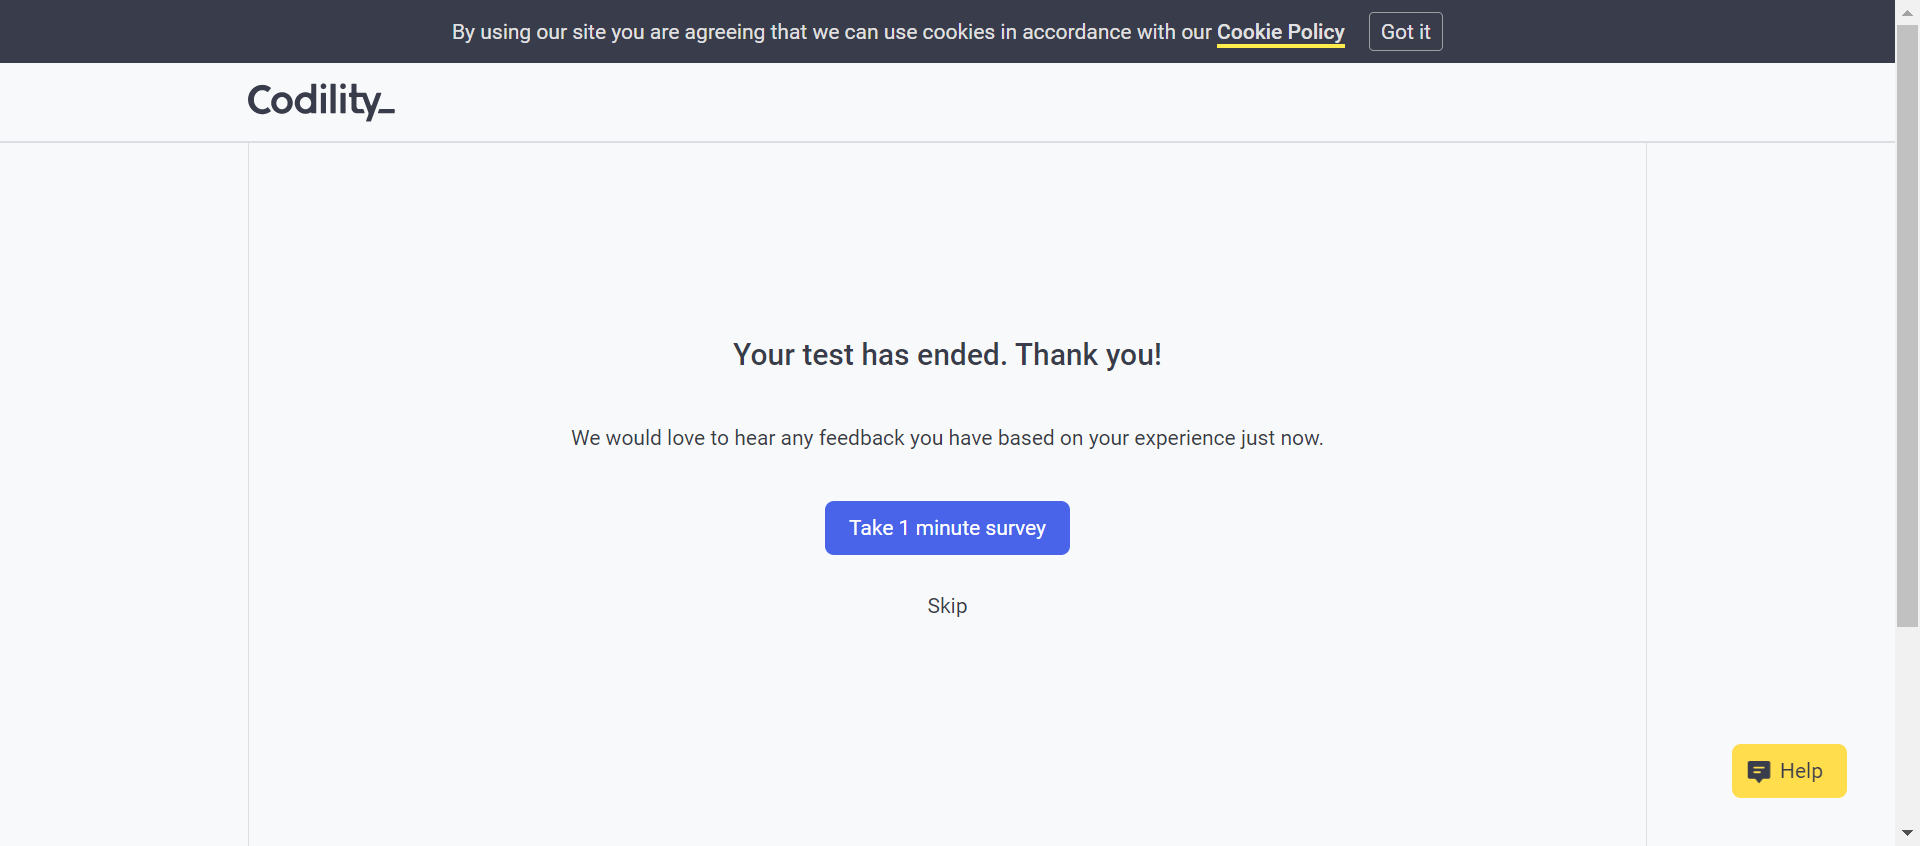 By using our site you are agreeing that we can use cookies in accordance with our Cookie Policy Got it
Codility_
Your test has ended. Thank you!
We would love to hear any feedback you have based on your experience just now.
Take 1 minute survey
Skip
Help